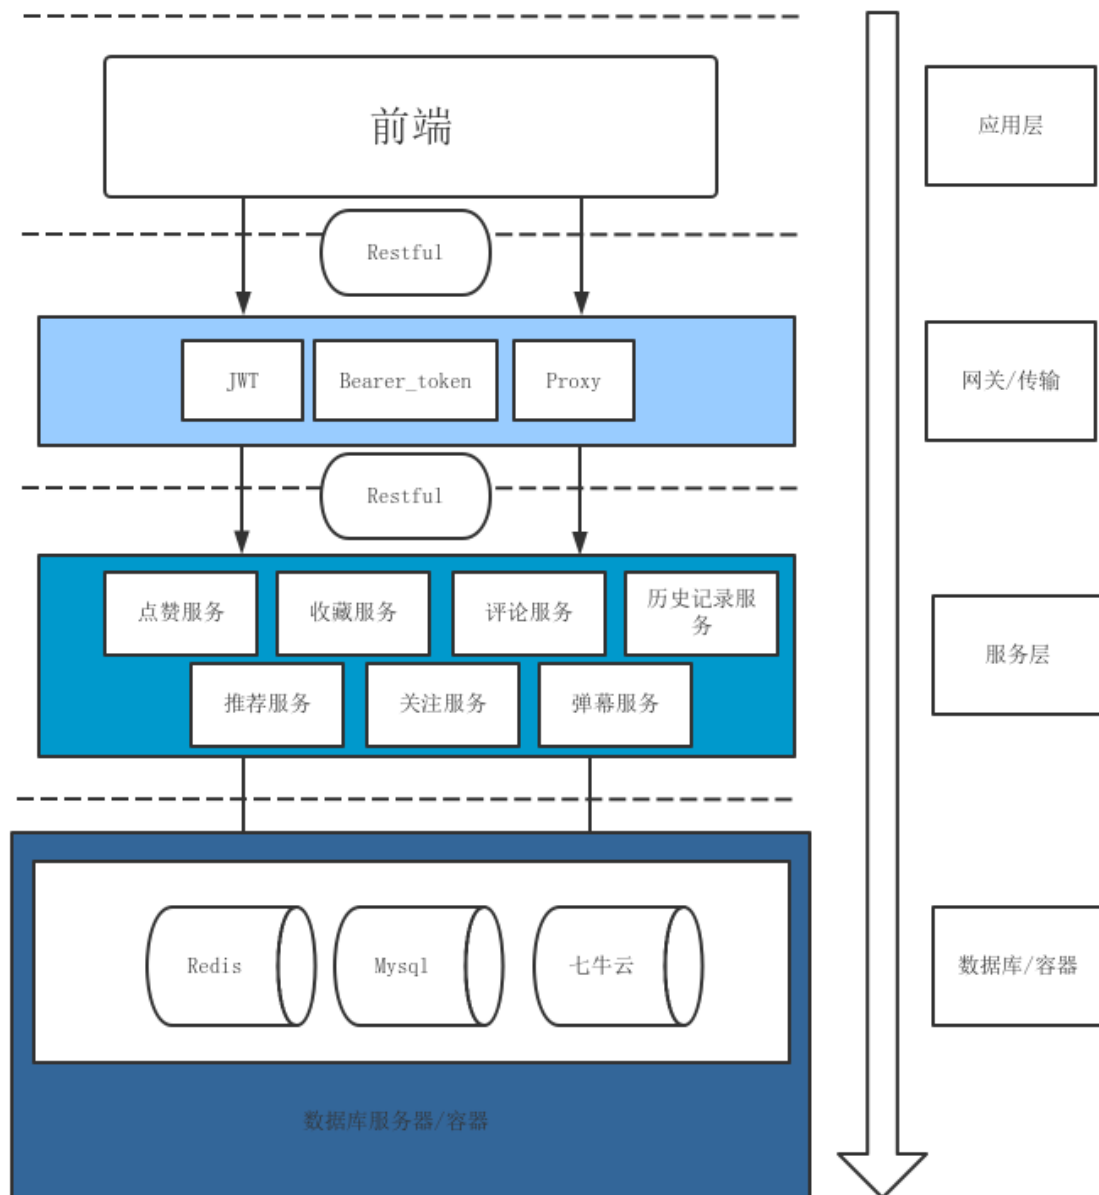 前端
应用层
Restful
JWT
Bearer_token
Proxy
网关/传输
Restful
点赞服务
收藏服务
评论服务
历史记录服
务
推荐服务
关注服务
弹幕服务
服务层
Redis
Mysql
七牛云
数据库/容器
数据库服务器/容器